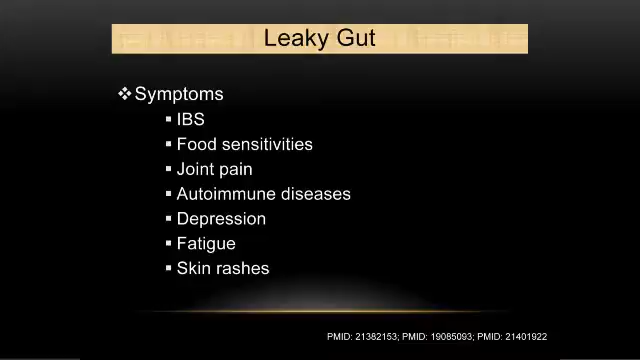 Leaky Gut
❖Symptoms
▪ IBS
▪ Food sensitivities
▪ Joint pain
▪ Autoimmune diseases
▪ Depression
▪ Fatigue
▪ Skin rashes
PMID: 21382153; PMID: 19085093; PMID: 21401922